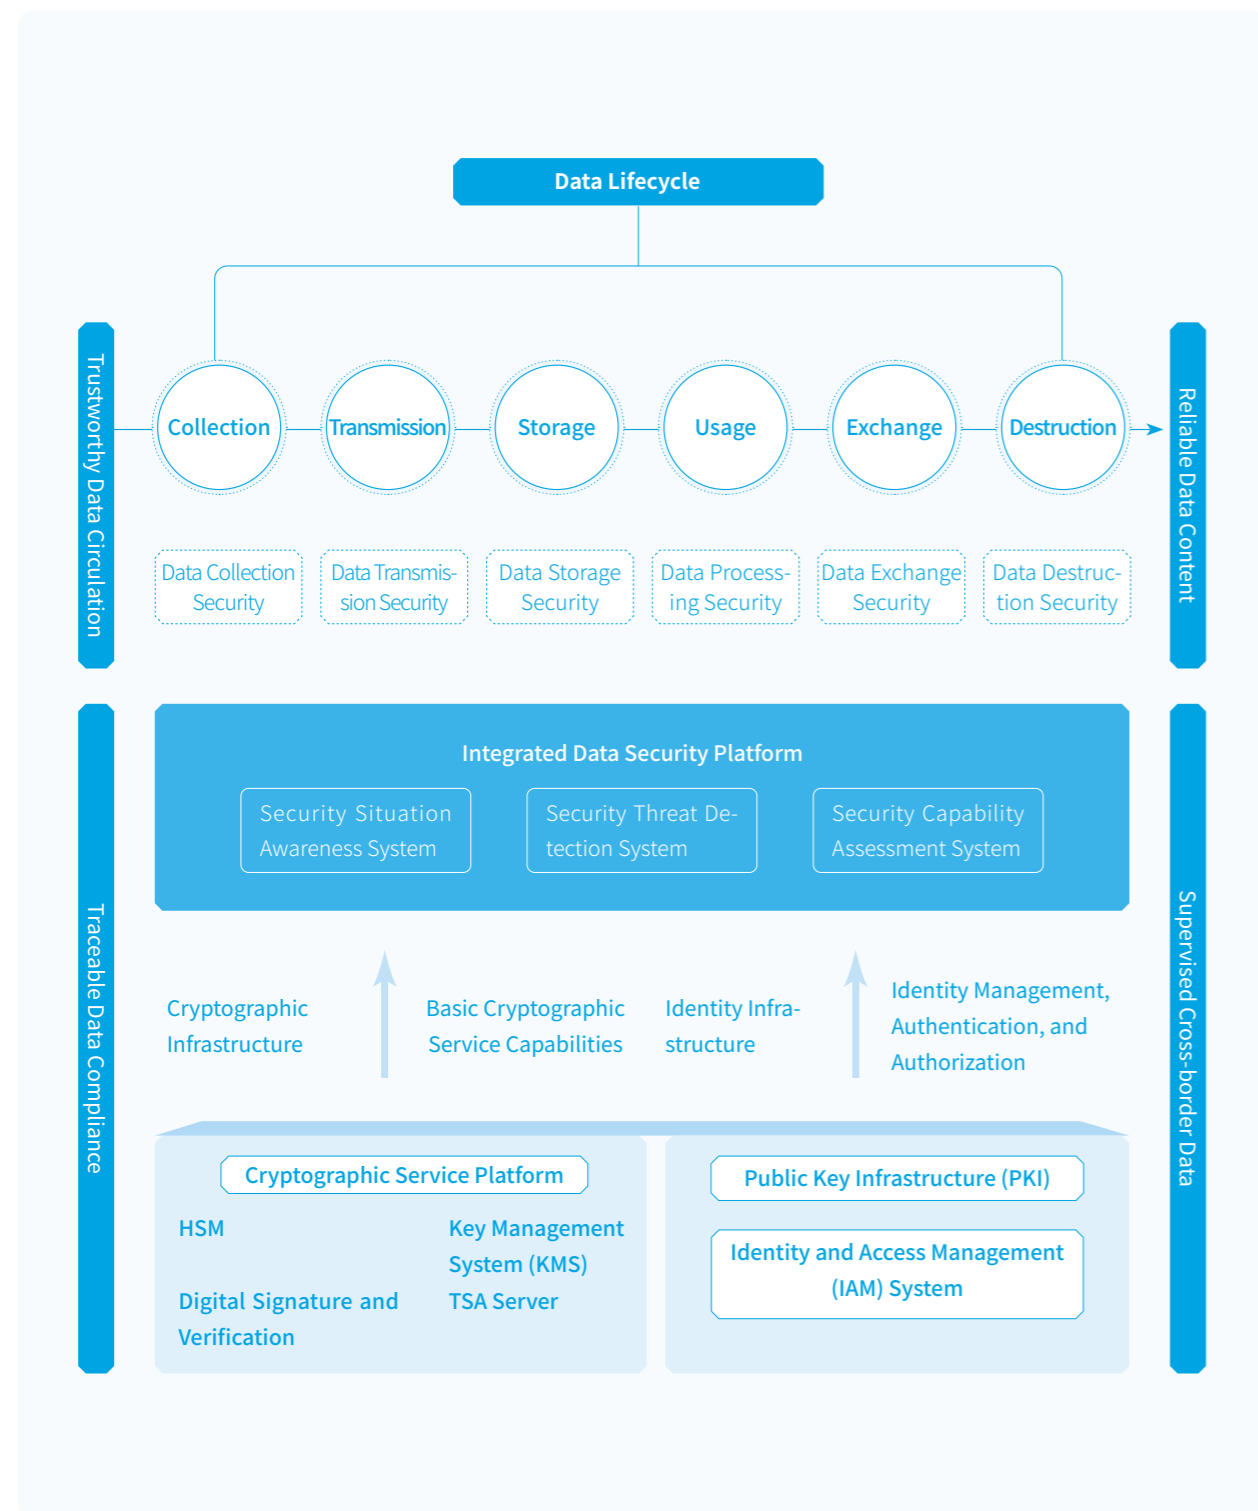 Data Lifecycle
Trustworthy Data Circulation
Collection
Transmission
Storage
Usage
Exchange
Destruction
Reliable Data Content
Data Collection
Security
Data Transmis-
sion Security
Data Storage
Security
Data Process-
ing Security
Data Exchange
Security
Data Destruc-
tion Security
Traceable Data Compliance
Integrated Data Security Platform
Security Situation
Awareness System
Security Threat De-
tection System
Security Capability
Assessment System
Supervised Cross-border Data
Cryptographic
Infrastructure
Basic Cryptographic
Service Capabilities
Identity Infra-
structure
Identity Management,
Authentication, and
Authorization
Cryptographic Service Platform
HSM
Key Management
System (KMS)
Digital Signature and
Verification
TSA Server
Public Key Infrastructure (PKI)
Identity and Access Management
(IAM) System